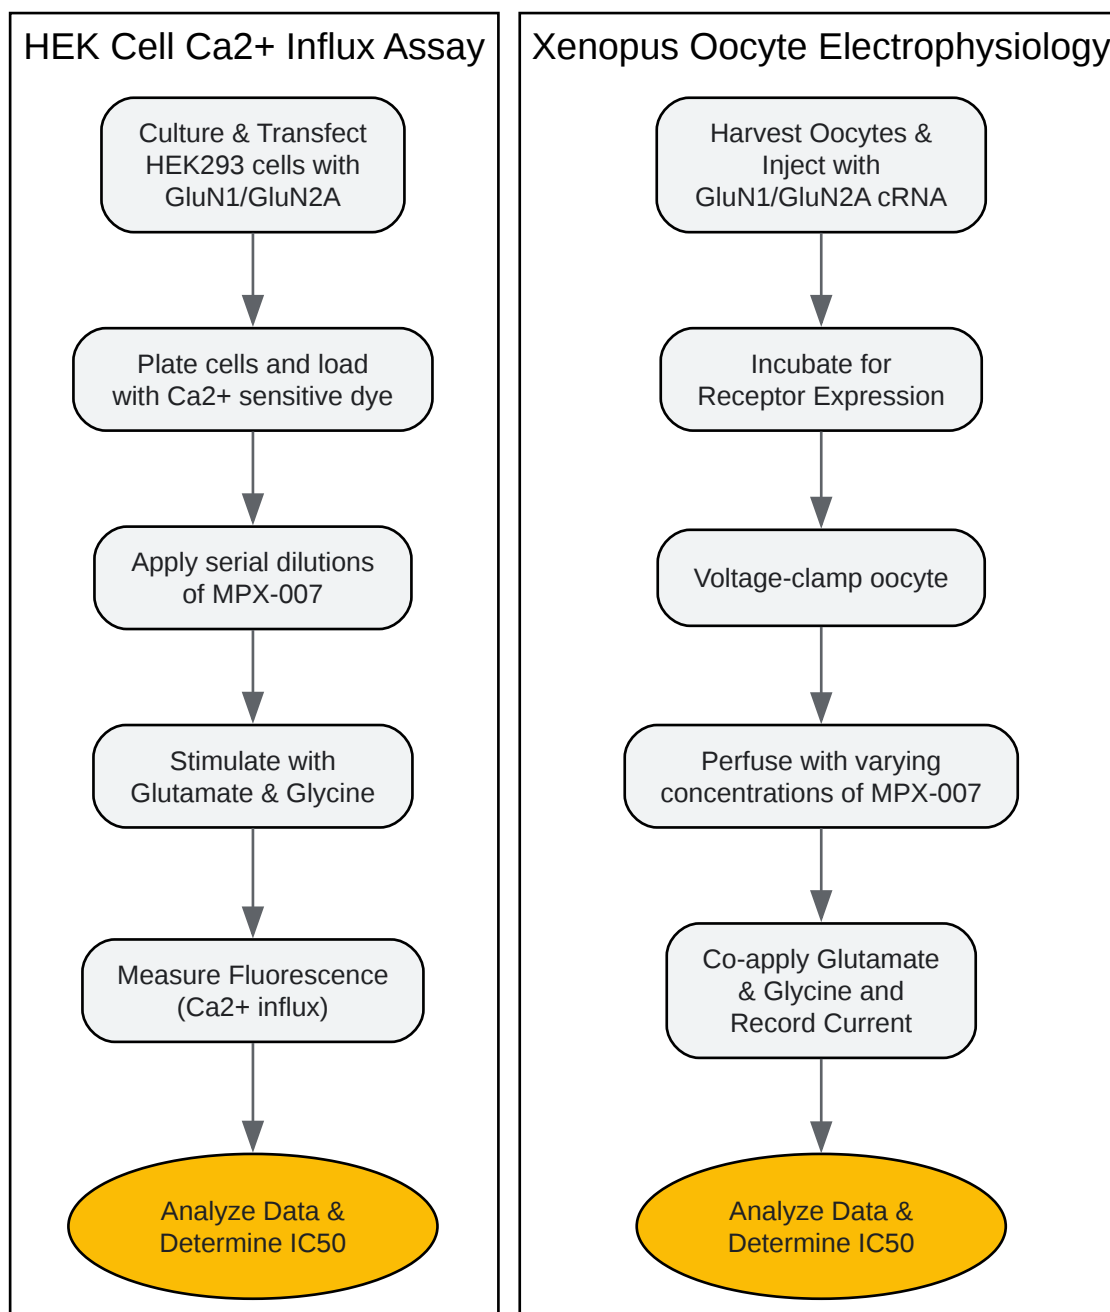 HEK Cell Ca2+ Influx Assay
Culture & Transfect
HEK293 cells with
GluN1/GluN2A
Plate cells and load
with Ca2+ sensitive dye
Apply serial dilutions
of MPX-007
Stimulate with
Glutamate & Glycine
Measure Fluorescence
(Ca2+ influx)
Analyze Data &
Determine IC50
Xenopus Oocyte Electrophysiology
Harvest Oocytes &
Inject with
GluN1/GluN2A cRNA
Incubate for
Receptor Expression
Voltage-clamp oocyte
Perfuse with varying
concentrations of MPX-007
Co-apply Glutamate
& Glycine and
Record Current
Analyze Data &
Determine IC50